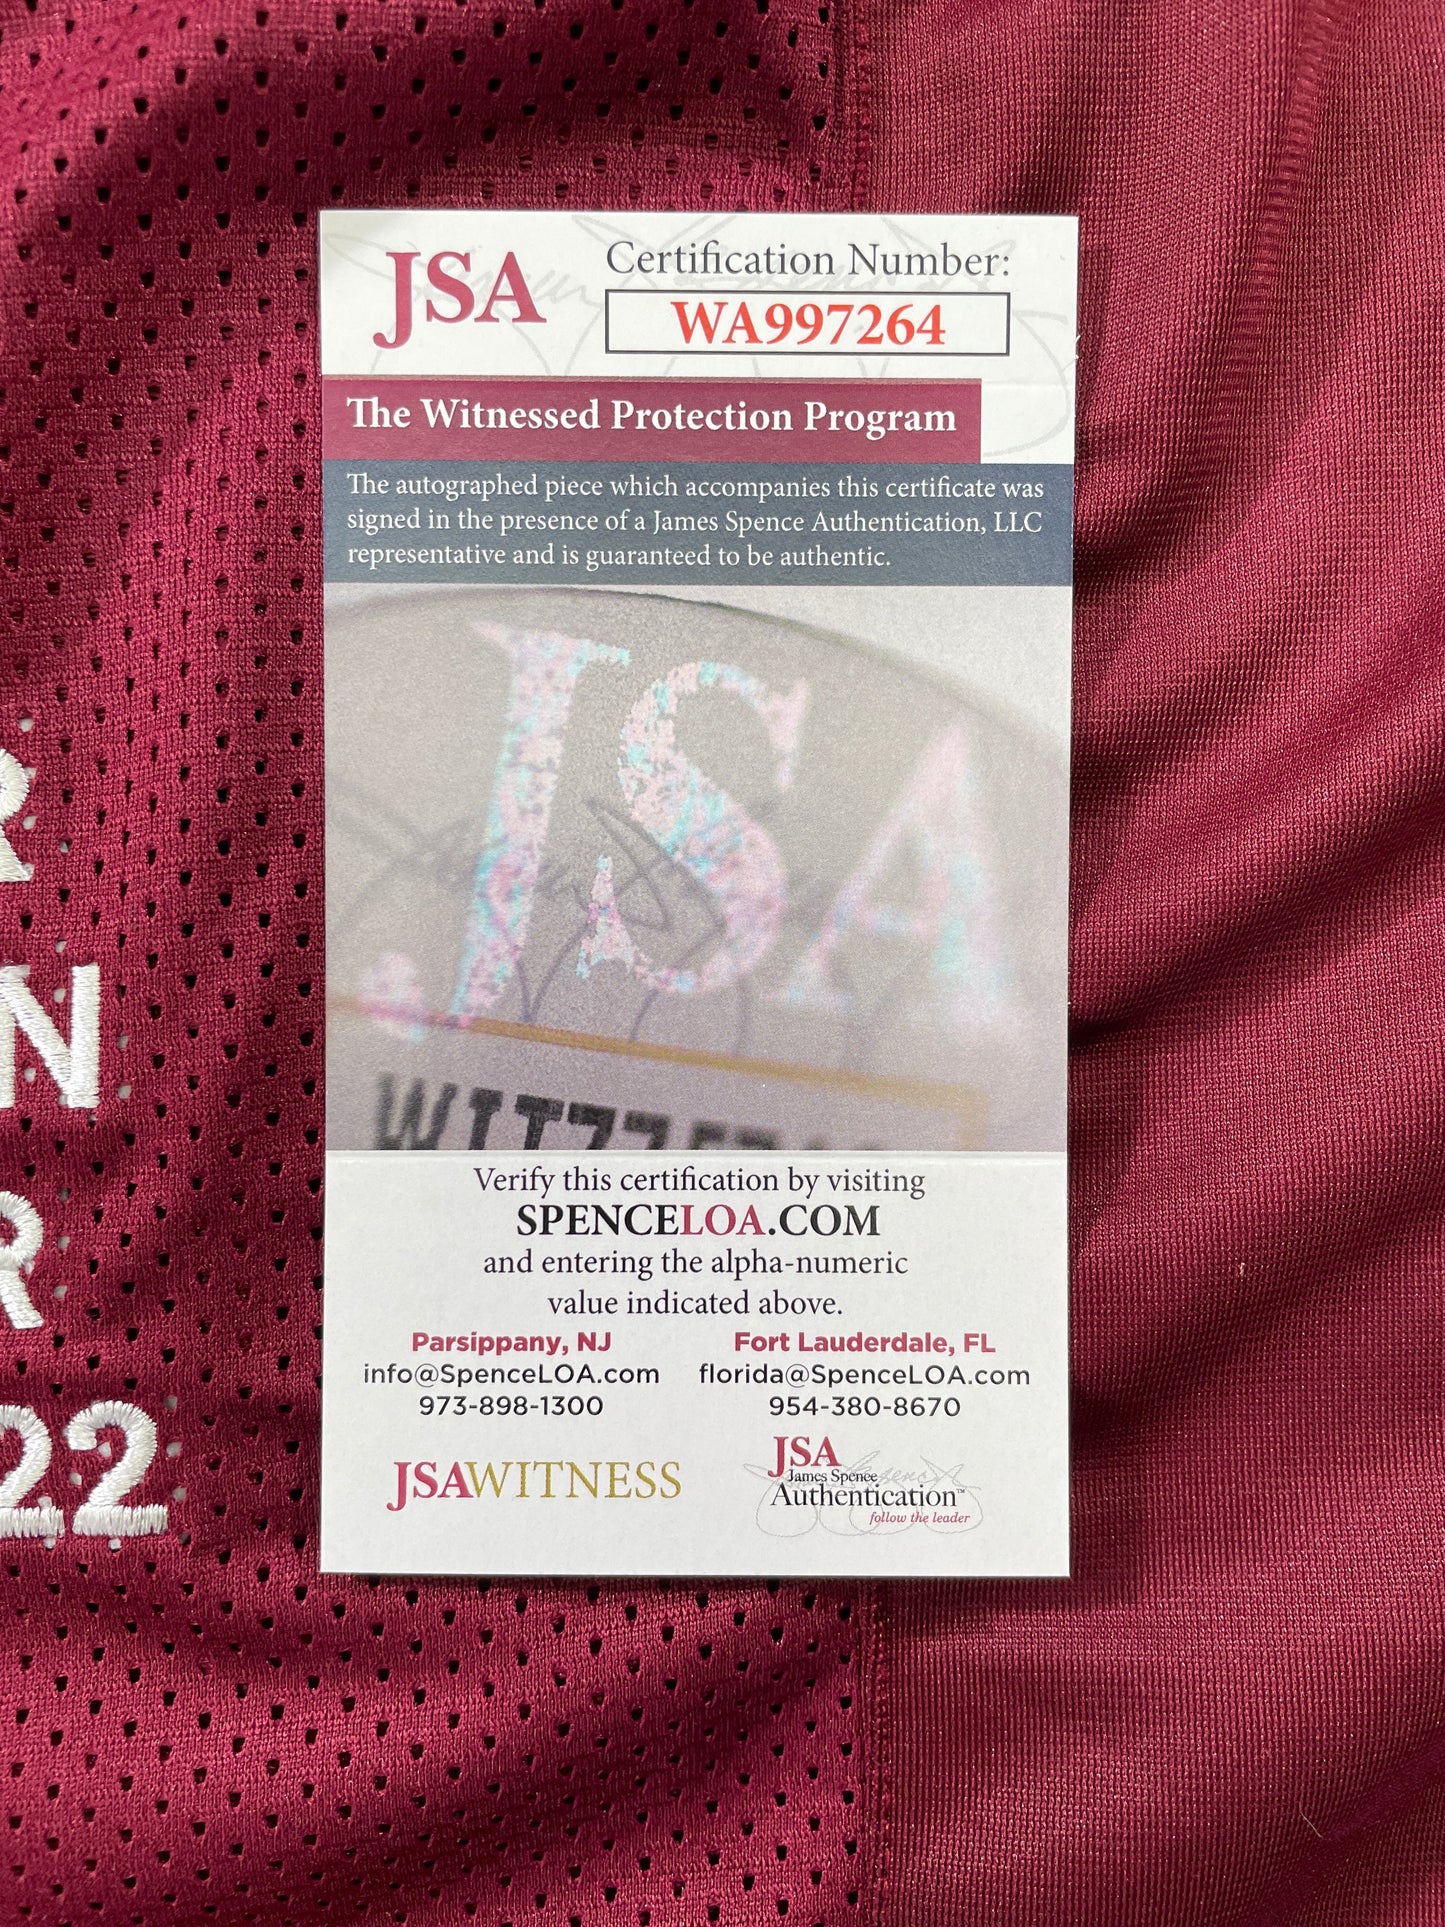 JSA
Certification Number:
WA997264
The Witnessed Protection Program
The autographed piece which accompanies this certificate was
signed in the presence of a James Spence Authentication, LLC
representative and is guaranteed to be authentic.
JSA
R
N
R
22
Verify this certification by visiting
SPENCELOA.COM
and entering the alpha-numeric
value indicated above.
Parsippany, NJ
info@SpenceLOA.com
973-898-1300
Fort Lauderdale, FL
florida@SpenceLOA.com
954-380-8670
JSAWITNESS
JSA
James Spence
Authentication™
follow the leader